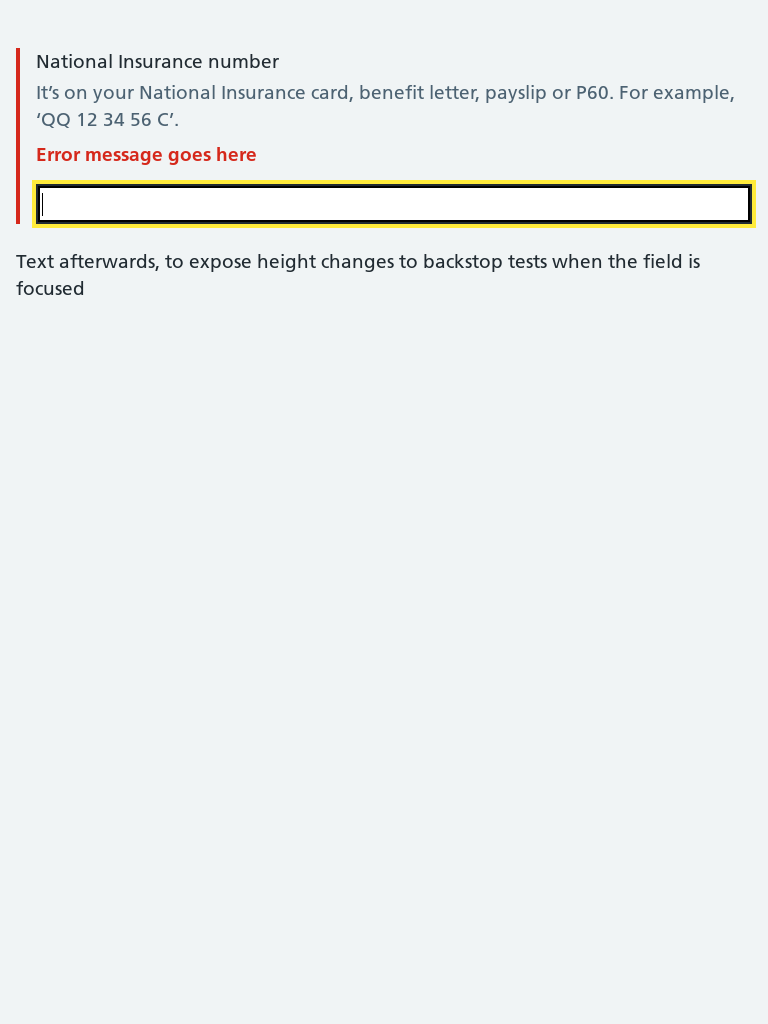 National Insurance number
It’s on your National Insurance card, benefit letter, payslip or P60. For example,
‘QQ 12 34 56 C’.
Error message goes here
Text afterwards, to expose height changes to backstop tests when the field is
focused